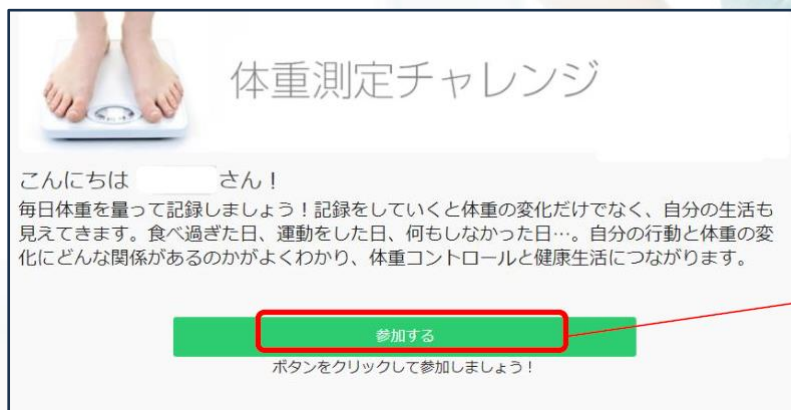 体重測定チャレンジ
こんにちは さん！
毎日体重を量って記録しましょう！記録をしていくと体重の変化だけでなく、自分の生活も
見えてきます。食べ過ぎた日、運動をした日、何もしなかった日…。自分の行動と体重の変
化にどんな関係があるのかがよくわかり、体重コントロールと健康生活につながります。
参加する
ボタンをクリックして参加しましょう！